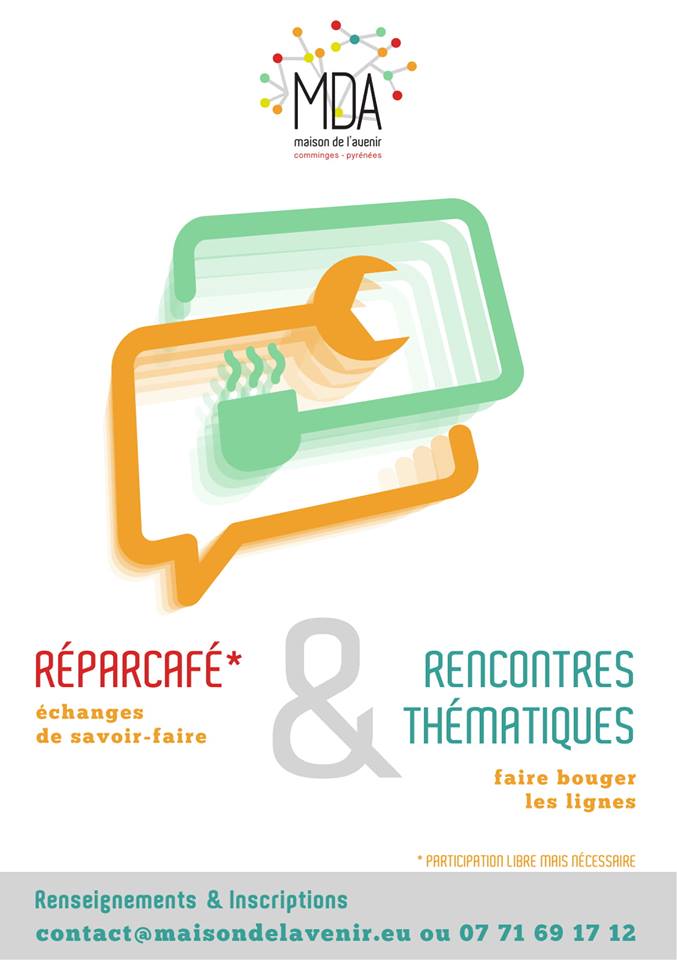 MDA
maison de l'avenir
comminges - pyrénées
RÉPARCAFÉ*
échanges
de savoir-faire
&
RENCONTRES
THÉMATIQUES
faire bouger
les lignes
* PARTICIPATION LIBRE MAIS NÉCESSAIRE
Renseignements & Inscriptions
contact@maisondelavenir.eu ou 07 71 69 17 12